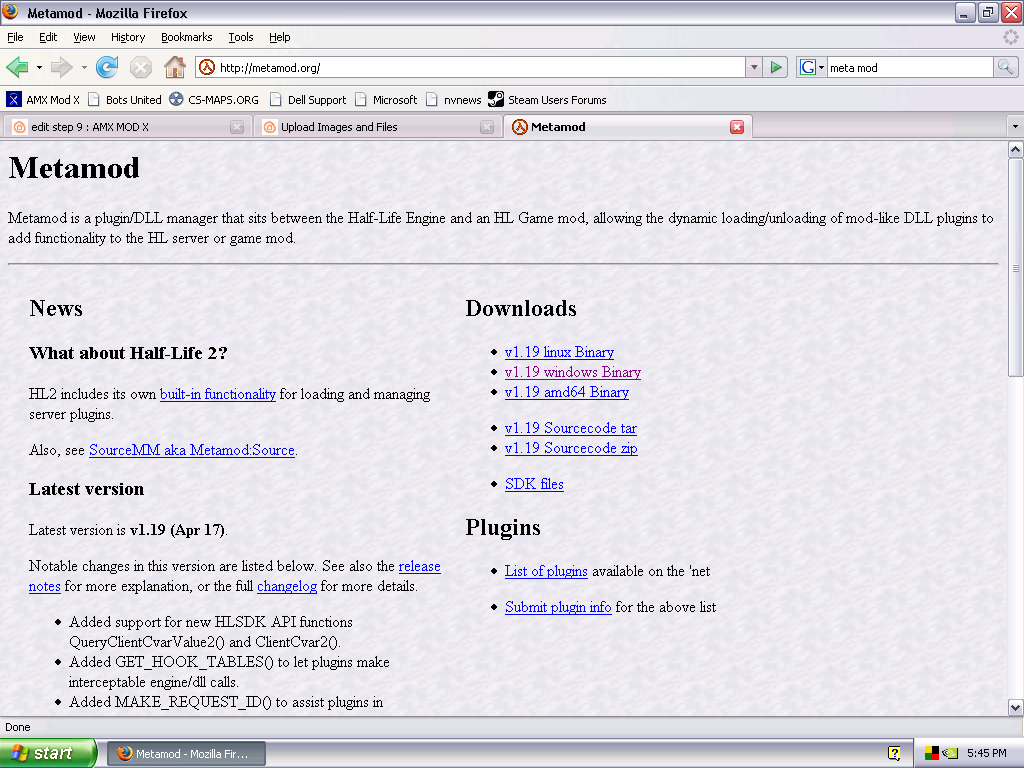 Metamod - Mozilla Firefox
File Edit View History Bookmarks Tools Help
http://metamod.org/
G
meta mod
AMX Mod X Bots United CS-MAPS.ORG Dell Support Microsoft nvnews Steam Users Forums
edit step 9 : AMX MOD X Upload Images and Files Metamod
Metamod
Metamod is a plugin/DLL manager that sits between the Half-Life Engine and an HL Game mod, allowing the dynamic loading/unloading of mod-like DLL plugins to
add functionality to the HL server or game mod.
News
What about Half-Life 2?
HL2 includes its own built-in functionality for loading and managing
server plugins.
Also, see SourceMM aka Metamod:Source.
Latest version
Latest version is v1.19 (Apr 17).
Notable changes in this version are listed below. See also the release
notes for more explanation, or the full changelog for more details.
• Added support for new HLSDK API functions
QueryClientCvarValue2() and ClientCvar2().
• Added GET_HOOK_TABLES() to let plugins make
interceptable engine/dll calls.
• Added MAKE_REQUEST_ID() to assist plugins in
Downloads
• v1.19 linux Binary
• v1.19 windows Binary
• v1.19 amd64 Binary
• v1.19 Sourcecode tar
• v1.19 Sourcecode zip
• SDK files
Plugins
• List of plugins available on the 'net
• Submit plugin info for the above list
Done
start Metamod - Mozilla Fir... 5:45 PM